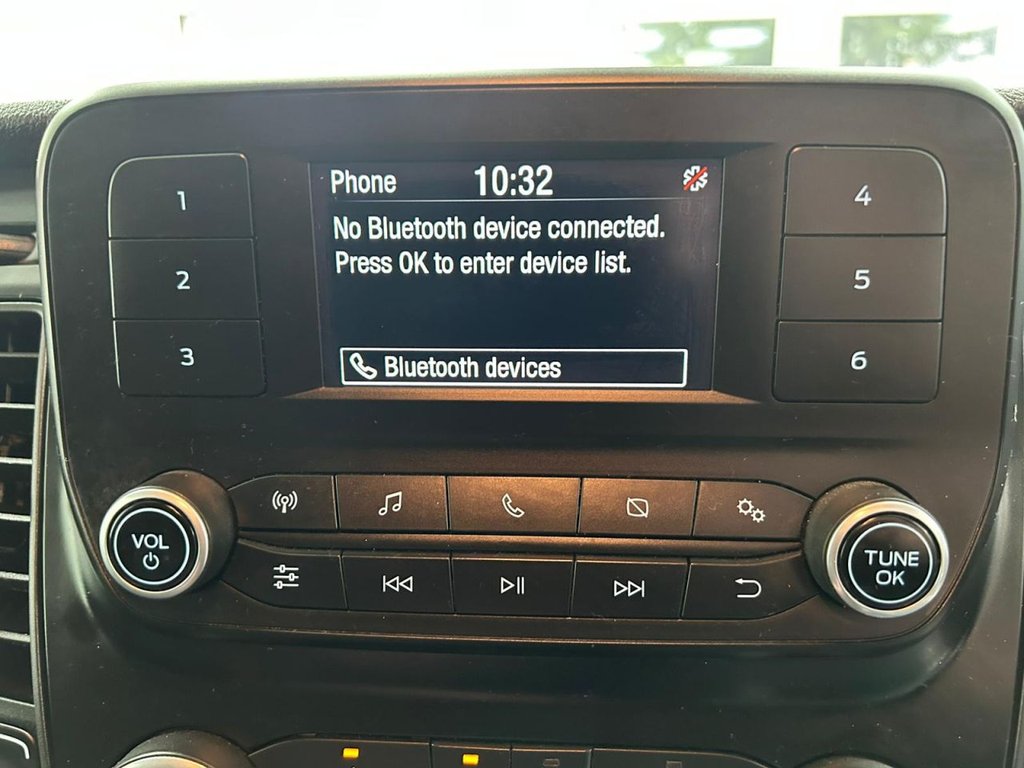 Phone 10:32
No Bluetooth device connected.
Press OK to enter device list.
Bluetooth devices
1
2
3
4
5
6
VOL
TUNE
OK